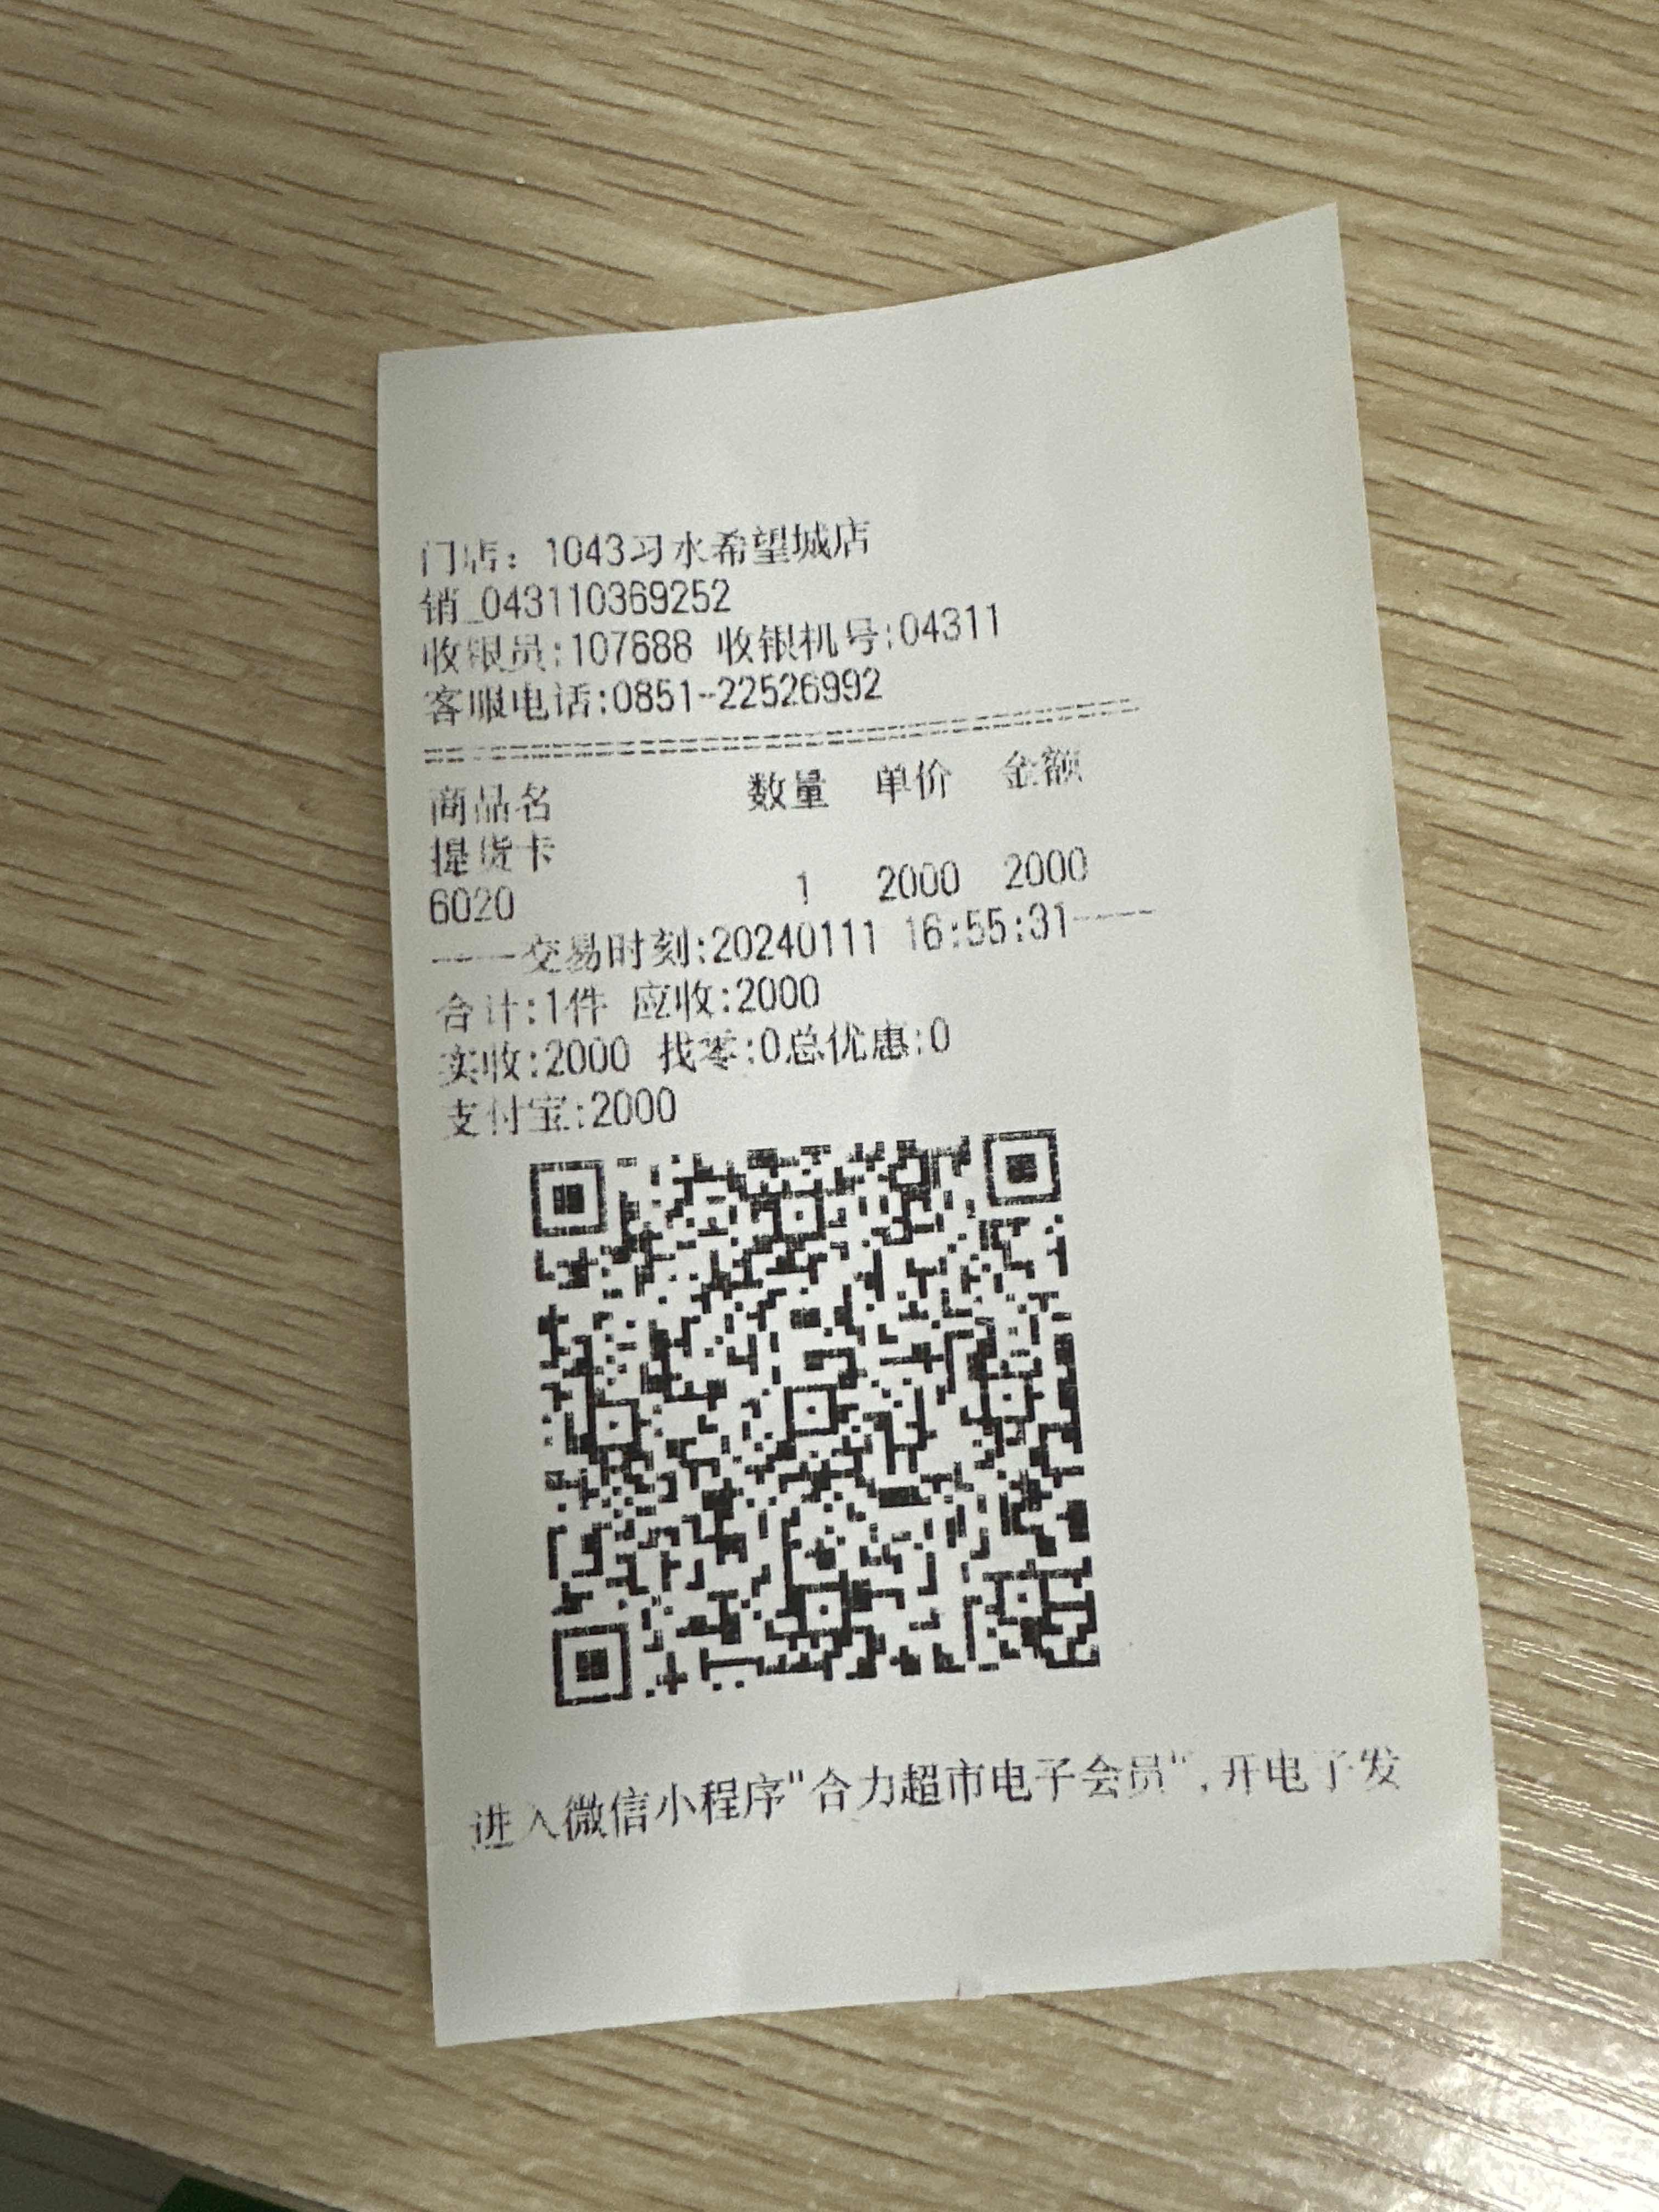 门店：1043习水希望城店
销_043110369252
收银员:107688 收银机号:04311
客服电话:0851-22526992
================================
商品名 数量 单价 金额
提货卡
6020 1 2000 2000
----交易时刻:20240111 16:55:31----
合计:1件 应收:2000
实收:2000 找零:0总优惠:0
支付宝:2000
进入微信小程序"合力超市电子会员",开电子发